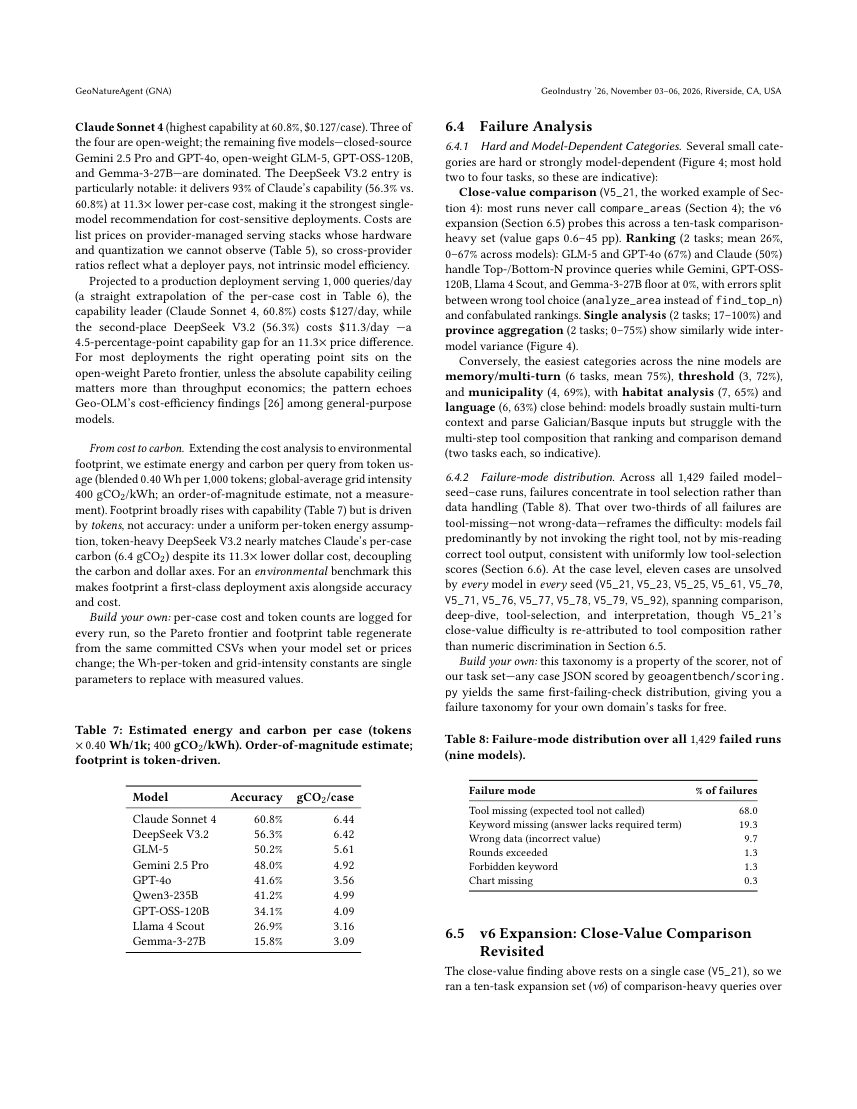 GeoNatureAgent (GNA)
GeoIndustry '26, November 03–06, 2026, Riverside, CA, USA
Claude Sonnet 4 (highest capability at 60.8%, $0.127/case). Three of
the four are open-weight; the remaining five models—closed-source
Gemini 2.5 Pro and GPT-4o, open-weight GLM-5, GPT-OSS-120B,
and Gemma-3-27B—are dominated. The DeepSeek V3.2 entry is
particularly notable: it delivers 93% of Claude's capability (56.3% vs.
60.8%) at 11.3× lower per-case cost, making it the strongest single-
model recommendation for cost-sensitive deployments. Costs are
list prices on provider-managed serving stacks whose hardware
and quantization we cannot observe (Table 5), so cross-provider
ratios reflect what a deployer pays, not intrinsic model efficiency.
Projected to a production deployment serving 1,000 queries/day
(a straight extrapolation of the per-case cost in Table 6), the
capability leader (Claude Sonnet 4, 60.8%) costs $127/day, while
the second-place DeepSeek V3.2 (56.3%) costs $11.3/day —a
4.5-percentage-point capability gap for an 11.3× price difference.
For most deployments the right operating point sits on the
open-weight Pareto frontier, unless the absolute capability ceiling
matters more than throughput economics; the pattern echoes
Geo-OLM's cost-efficiency findings [26] among general-purpose
models.
From cost to carbon. Extending the cost analysis to environmental
footprint, we estimate energy and carbon per query from token us-
age (blended 0.40 Wh per 1,000 tokens; global-average grid intensity
400 gCO₂/kWh; an order-of-magnitude estimate, not a measure-
ment). Footprint broadly rises with capability (Table 7) but is driven
by tokens, not accuracy: under a uniform per-token energy assump-
tion, token-heavy DeepSeek V3.2 nearly matches Claude's per-case
carbon (6.4 gCO₂) despite its 11.3× lower dollar cost, decoupling
the carbon and dollar axes. For an environmental benchmark this
makes footprint a first-class deployment axis alongside accuracy
and cost.
Build your own: per-case cost and token counts are logged for
every run, so the Pareto frontier and footprint table regenerate
from the same committed CSVs when your model set or prices
change; the Wh-per-token and grid-intensity constants are single
parameters to replace with measured values.
Table 7: Estimated energy and carbon per case (tokens
× 0.40 Wh/1k; 400 gCO₂/kWh). Order-of-magnitude estimate;
footprint is token-driven.
Model Accuracy gCO₂/case
Claude Sonnet 4 60.8% 6.44
DeepSeek V3.2 56.3% 6.42
GLM-5 50.2% 5.61
Gemini 2.5 Pro 48.0% 4.92
GPT-4o 41.6% 3.56
Qwen3-235B 41.2% 4.99
GPT-OSS-120B 34.1% 4.09
Llama 4 Scout 26.9% 3.16
Gemma-3-27B 15.8% 3.09
6.4 Failure Analysis
6.4.1 Hard and Model-Dependent Categories. Several small cate-
gories are hard or strongly model-dependent (Figure 4; most hold
two to four tasks, so these are indicative):
Close-value comparison (V5_21, the worked example of Sec-
tion 4): most runs never call compare_areas (Section 4); the v6
expansion (Section 6.5) probes this across a ten-task comparison-
heavy set (value gaps 0.6–45 pp). Ranking (2 tasks; mean 26%,
0–67% across models): GLM-5 and GPT-4o (67%) and Claude (50%)
handle Top-/Bottom-N province queries while Gemini, GPT-OSS-
120B, Llama 4 Scout, and Gemma-3-27B floor at 0%, with errors split
between wrong tool choice (analyze_area instead of find_top_n)
and confabulated rankings. Single analysis (2 tasks; 17–100%) and
province aggregation (2 tasks; 0–75%) show similarly wide inter-
model variance (Figure 4).
Conversely, the easiest categories across the nine models are
memory/multi-turn (6 tasks, mean 75%), threshold (3, 72%),
and municipality (4, 69%), with habitat analysis (7, 65%) and
language (6, 63%) close behind: models broadly sustain multi-turn
context and parse Galician/Basque inputs but struggle with the
multi-step tool composition that ranking and comparison demand
(two tasks each, so indicative).
6.4.2 Failure-mode distribution. Across all 1,429 failed model–
seed–case runs, failures concentrate in tool selection rather than
data handling (Table 8). That over two-thirds of all failures are
tool-missing—not wrong-data—reframes the difficulty: models fail
predominantly by not invoking the right tool, not by mis-reading
correct tool output, consistent with uniformly low tool-selection
scores (Section 6.6). At the case level, eleven cases are unsolved
by every model in every seed (V5_21, V5_23, V5_25, V5_61, V5_70,
V5_71, V5_76, V5_77, V5_78, V5_79, V5_92), spanning comparison,
deep-dive, tool-selection, and interpretation, though V5_21's
close-value difficulty is re-attributed to tool composition rather
than numeric discrimination in Section 6.5.
Build your own: this taxonomy is a property of the scorer, not of
our task set—any case JSON scored by geoagentbench/scoring.
py yields the same first-failing-check distribution, giving you a
failure taxonomy for your own domain's tasks for free.
Table 8: Failure-mode distribution over all 1,429 failed runs
(nine models).
Failure mode % of failures
Tool missing (expected tool not called) 68.0
Keyword missing (answer lacks required term) 19.3
Wrong data (incorrect value) 9.7
Rounds exceeded 1.3
Forbidden keyword 1.3
Chart missing 0.3
6.5 v6 Expansion: Close-Value Comparison
Revisited
The close-value finding above rests on a single case (V5_21), so we
ran a ten-task expansion set (v6) of comparison-heavy queries over